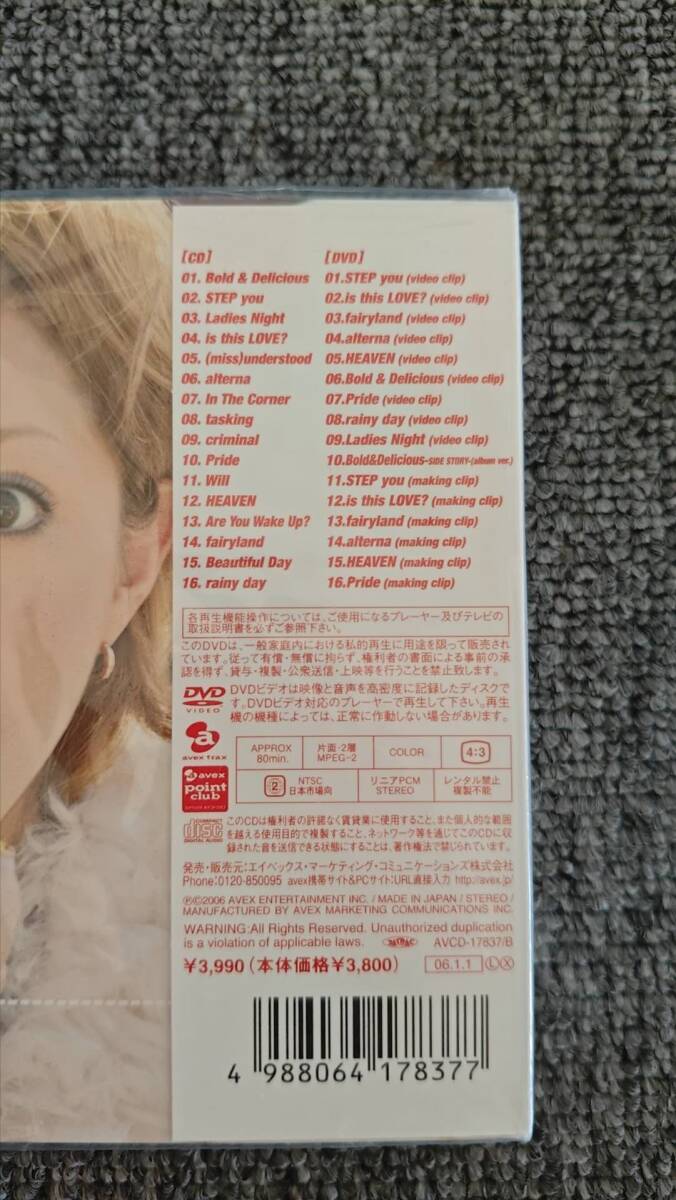 [CD]
01. Bold & Delicious
02. STEP you
03. Ladies Night
04. is this LOVE?
05. (miss)understood
06. alterna
07. In The Corner
08. tasking
09. criminal
10. Pride
11. Will
12. HEAVEN
13. Are You Wake Up?
14. fairyland
15. Beautiful Day
16. rainy day
[DVD]
01.STEP you (video clip)
02.is this LOVE? (video clip)
03.fairyland (video clip)
04.alterna (video clip)
05.HEAVEN (video clip)
06.Bold & Delicious (video clip)
07.Pride (video clip)
08.rainy day (video clip)
09.Ladies Night (video clip)
10.Bold&Delicious-SIDE STORY-(album ver.)
11.STEP you (making clip)
12.is this LOVE? (making clip)
13.fairyland (making clip)
14.alterna (making clip)
15.HEAVEN (making clip)
16.Pride (making clip)
各再生機能操作については、ご使用になるプレーヤー及びテレビの
取扱説明書を必ずご参照下さい。
このDVDは、一般家庭内における私的再生に用途を限って販売さ
れています。従って有償・無償に拘らず、権利者の書面による事前の承
認を得ず、貸与・複製・公衆送信・上映等を行うことを禁止致します。
DVD
VIDEO
DVDビデオは映像と音声を高密度に記録したディスクで
す。DVDビデオ対応のプレーヤーで再生して下さい。再生
機の機種によっては、正常に作動しない場合があります。
a
avex trax
APPROX
80min.
片面・2層
MPEG-2
COLOR
4:3
avex
point
club
2
NTSC
日本市場向
リニアPCM
STEREO
レンタル禁止
複製不能
COMPACT
disc
DIGITAL AUDIO
このCDは権利者の許諾なく賃貸業に使用すること、また個人的な範囲
を越える使用目的で複製すること、ネットワーク等を通じてこのCDに収
録された音を送信できる状態にすることは、著作権法で禁じられています。
発売・販売元:エイベックス・マーケティング・コミュニケーションズ株式会社
Phone:0120-850095 avex携帯サイト&PCサイト:URL直接入力 http://avex.jp/
Ⓟ©2006 AVEX ENTERTAINMENT INC. / MADE IN JAPAN / STEREO /
MANUFACTURED BY AVEX MARKETING COMMUNICATIONS INC.
WARNING:All Rights Reserved. Unauthorized duplication
is a violation of applicable laws.
AVCD-17837/B
¥3,990(本体価格¥3,800)
06.1.1
Ⓛ Ⓧ
4 988064 178377